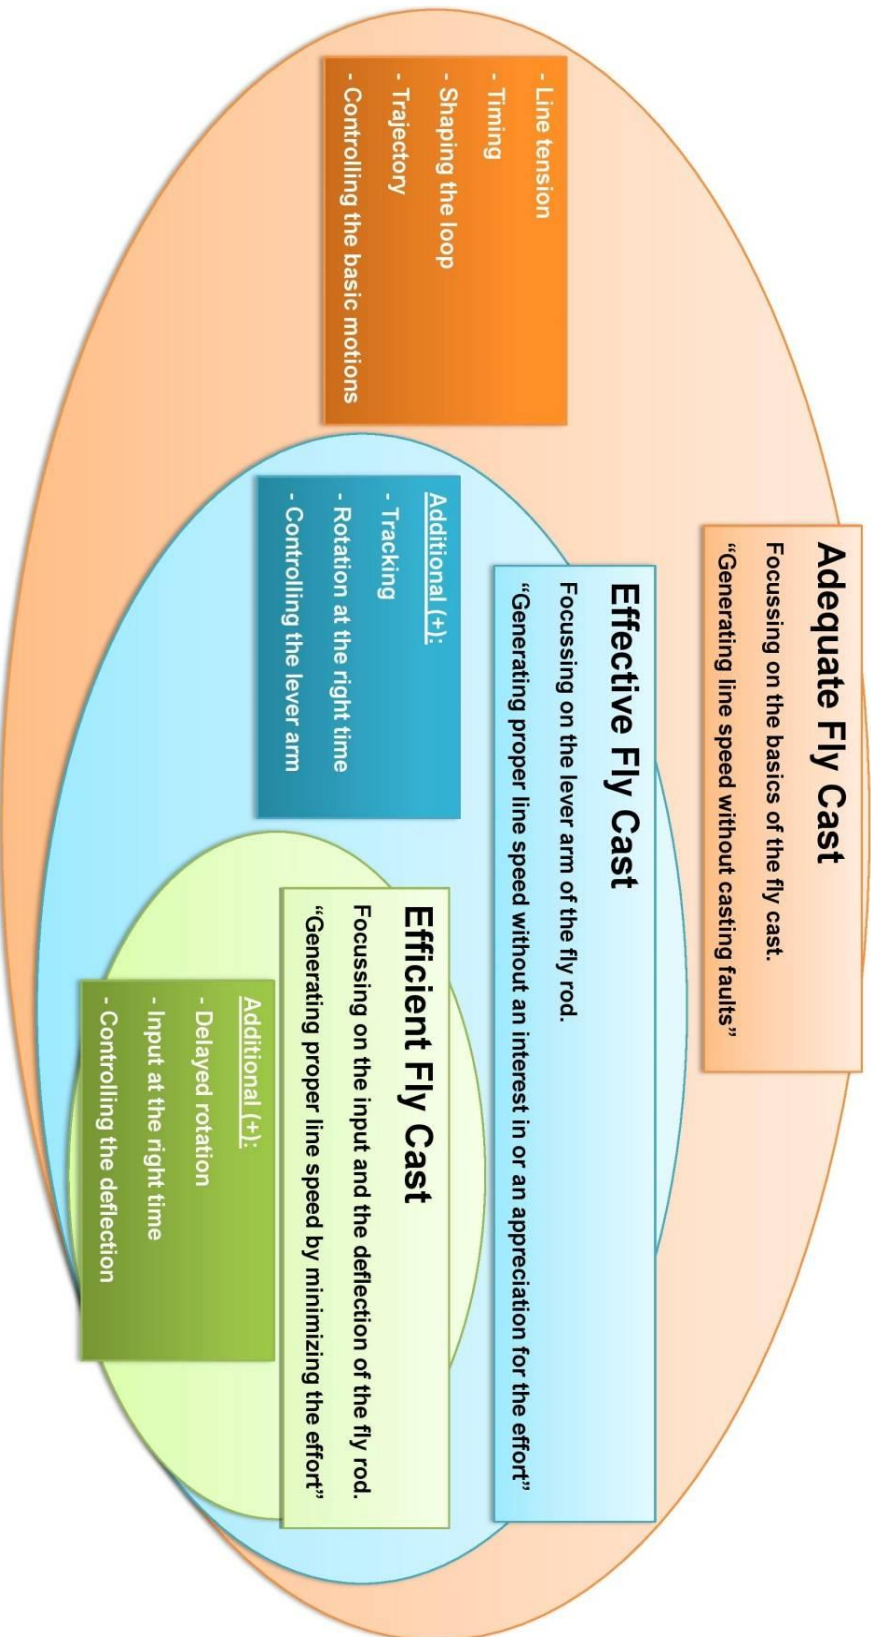 Adequate Fly Cast
Focussing on the basics of the fly cast.
“Generating line speed without casting faults”
- Line tension
- Timing
- Shaping the loop
- Trajectory
- Controlling the basic motions
Effective Fly Cast
Focussing on the lever arm of the fly rod.
“Generating proper line speed without an interest in or an appreciation for the effort”
Additional (+):
- Tracking
- Rotation at the right time
- Controlling the lever arm
Efficient Fly Cast
Focussing on the input and the deflection of the fly rod.
“Generating proper line speed by minimizing the effort”
Additional (+):
- Delayed rotation
- Input at the right time
- Controlling the deflection